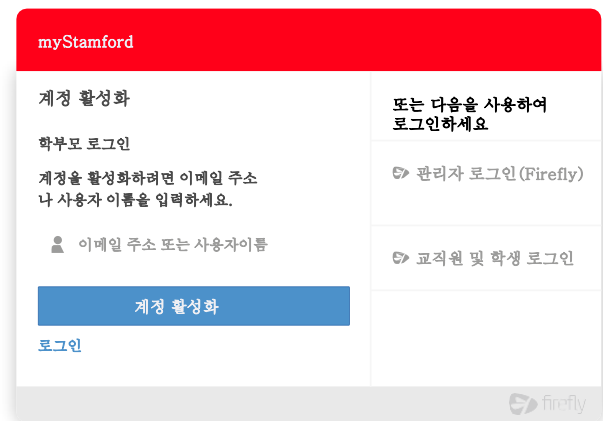 myStamford
계정 활성화
학부모 로그인
계정을 활성화하려면 이메일 주소
나 사용자 이름을 입력하세요.
이메일 주소 또는 사용자이름
계정 활성화
로그인
또는 다음을 사용하여
로그인하세요
관리자 로그인(Firefly)
교직원 및 학생 로그인
firefly